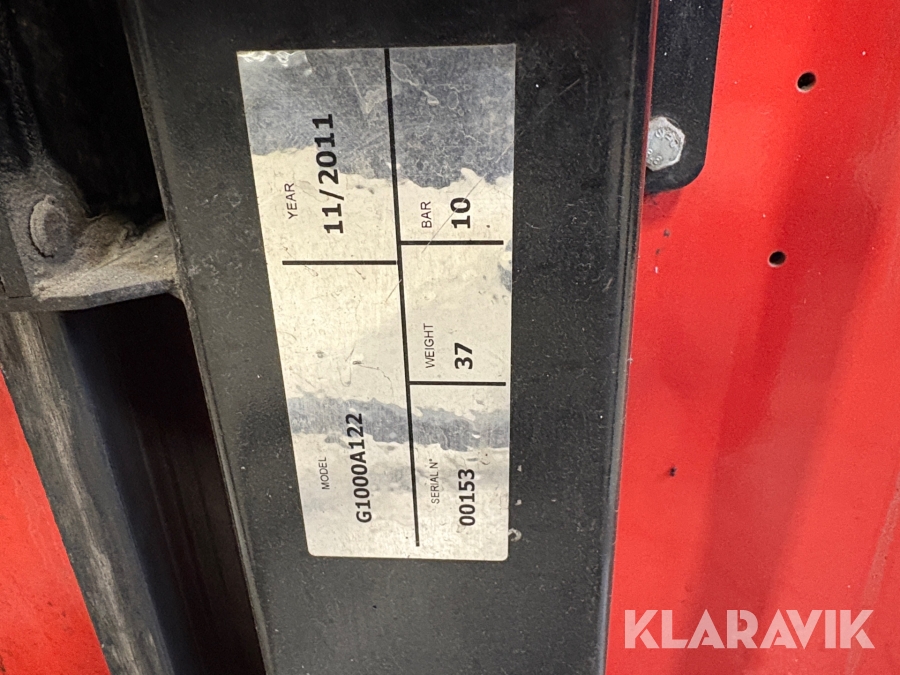 MODEL
G1000A122
YEAR
11/2011
SERIAL N°
00153
WEIGHT
37
BAR
10
KLARAVIK